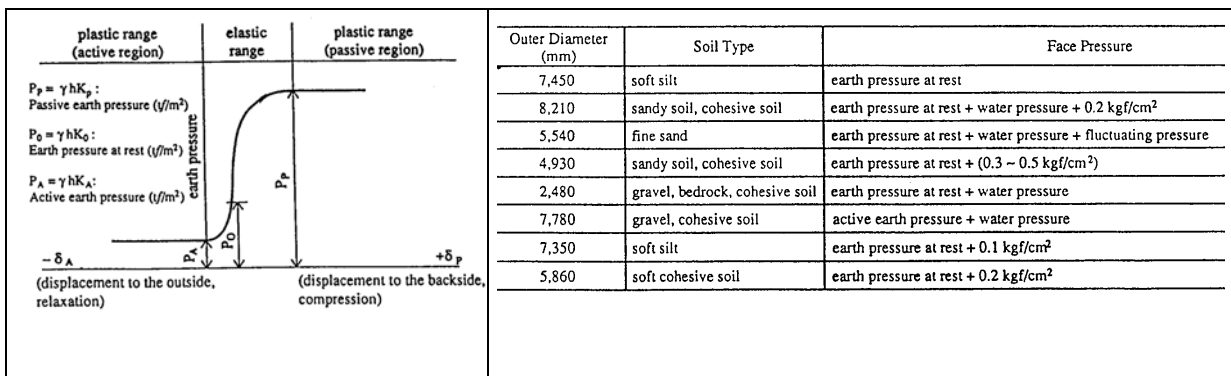 plastic range
(active region)
elastic
range
plastic range
(passive region)
P_P = γ hK_p :
Passive earth pressure (tf/m²)
P_0 = γ hK_0 :
Earth pressure at rest (tf/m²)
P_A = γ hK_A:
Active earth pressure (tf/m²)
earth pressure
P_A
P_O
P_P
− δ_A
+δ_P
(displacement to the outside,
relaxation)
(displacement to the backside,
compression)
Outer Diameter
(mm) Soil Type Face Pressure
7,450 soft silt earth pressure at rest
8,210 sandy soil, cohesive soil earth pressure at rest + water pressure + 0.2 kgf/cm²
5,540 fine sand earth pressure at rest + water pressure + fluctuating pressure
4,930 sandy soil, cohesive soil earth pressure at rest + (0.3 ~ 0.5 kgf/cm²)
2,480 gravel, bedrock, cohesive soil earth pressure at rest + water pressure
7,780 gravel, cohesive soil active earth pressure + water pressure
7,350 soft silt earth pressure at rest + 0.1 kgf/cm²
5,860 soft cohesive soil earth pressure at rest + 0.2 kgf/cm²